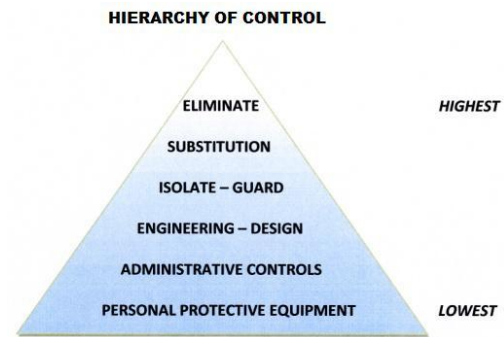 HIERARCHY OF CONTROL
ELIMINATE HIGHEST
SUBSTITUTION
ISOLATE – GUARD
ENGINEERING – DESIGN
ADMINISTRATIVE CONTROLS
PERSONAL PROTECTIVE EQUIPMENT LOWEST